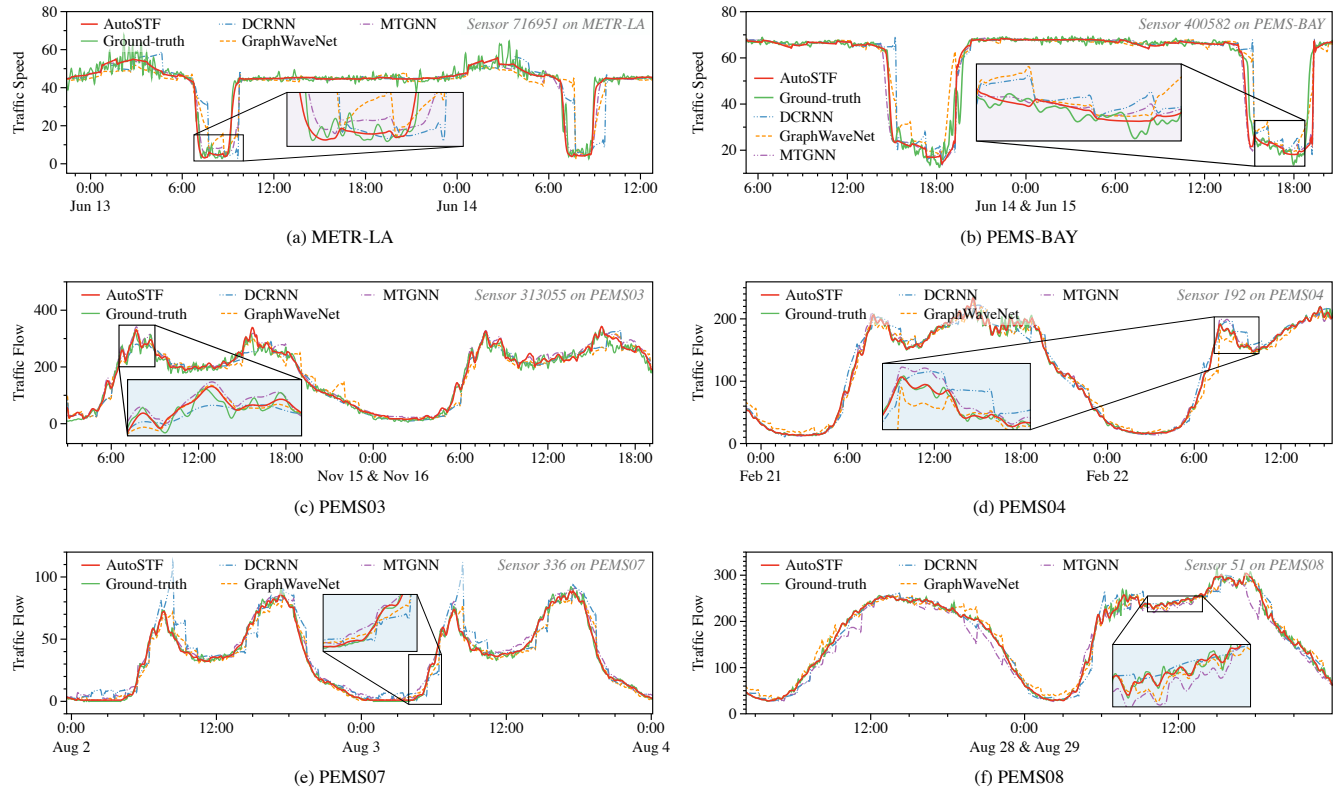 80
60
40
20
0
Traffic Speed
AutoSTF
DCRNN
MTGNN
Ground-truth
GraphWaveNet
Sensor 716951 on METR-LA
0:00
6:00
12:00
18:00
0:00
6:00
12:00
Jun 13
Jun 14
(a) METR-LA
80
60
40
20
Traffic Speed
Sensor 400582 on PEMS-BAY
AutoSTF
Ground-truth
DCRNN
GraphWaveNet
MTGNN
6:00
12:00
18:00
0:00
6:00
12:00
18:00
Jun 14 & Jun 15
(b) PEMS-BAY
400
200
0
Traffic Flow
AutoSTF
DCRNN
MTGNN
Ground-truth
GraphWaveNet
Sensor 313055 on PEMS03
6:00
12:00
18:00
0:00
6:00
12:00
18:00
Nov 15 & Nov 16
(c) PEMS03
200
100
0
Traffic Flow
AutoSTF
DCRNN
MTGNN
Ground-truth
GraphWaveNet
Sensor 192 on PEMS04
0:00
6:00
12:00
18:00
0:00
6:00
12:00
Feb 21
Feb 22
(d) PEMS04
100
50
0
Traffic Flow
AutoSTF
DCRNN
MTGNN
Ground-truth
GraphWaveNet
Sensor 336 on PEMS07
0:00
12:00
0:00
12:00
0:00
Aug 2
Aug 3
Aug 4
(e) PEMS07
300
200
100
0
Traffic Flow
AutoSTF
DCRNN
MTGNN
Ground-truth
GraphWaveNet
Sensor 51 on PEMS08
12:00
0:00
12:00
Aug 28 & Aug 29
(f) PEMS08